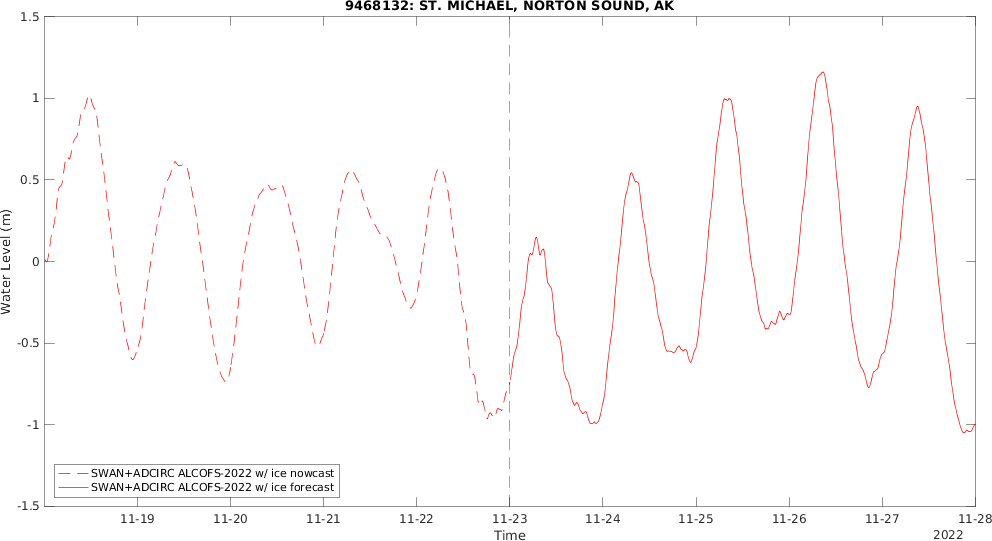 9468132: ST. MICHAEL, NORTON SOUND, AK
1.5
1
0.5
0
-0.5
-1
-1.5
Water Level (m)
SWAN+ADCIRC ALCOFS-2022 w/ ice nowcast
SWAN+ADCIRC ALCOFS-2022 w/ ice forecast
11-19 11-20 11-21 11-22 11-23 11-24 11-25 11-26 11-27 11-28
Time
2022